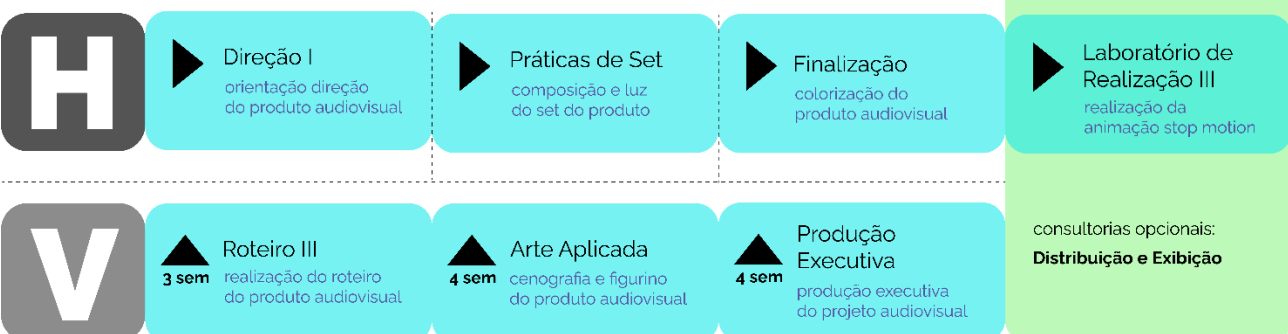 H
Direção I
orientação direção
do produto audiovisual
Práticas de Set
composição e luz
do set do produto
Finalização
colorização do
produto audiovisual
Laboratório de
Realização III
realização da
animação stop motion
V
3 sem
Roteiro III
realização do roteiro
do produto audiovisual
4 sem
Arte Aplicada
cenografia e figurino
do produto audiovisual
4 sem
Produção
Executiva
produção executiva
do projeto audiovisual
consultorias opcionais:
Distribuição e Exibição